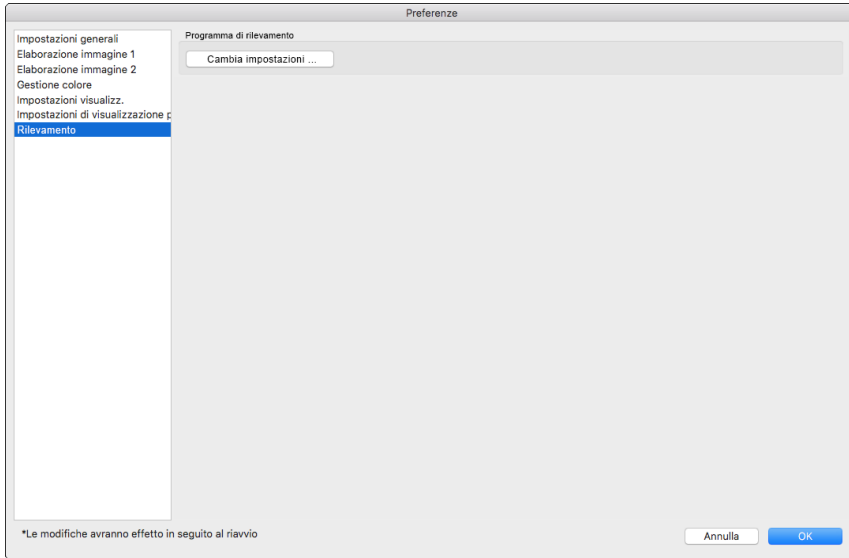 Preferenze
Impostazioni generali
Elaborazione immagine 1
Elaborazione immagine 2
Gestione colore
Impostazioni visualizz.
Impostazioni di visualizzazione p
Rilevamento
Programma di rilevamento
Cambia impostazioni ...
*Le modifiche avranno effetto in seguito al riavvio
Annulla
OK